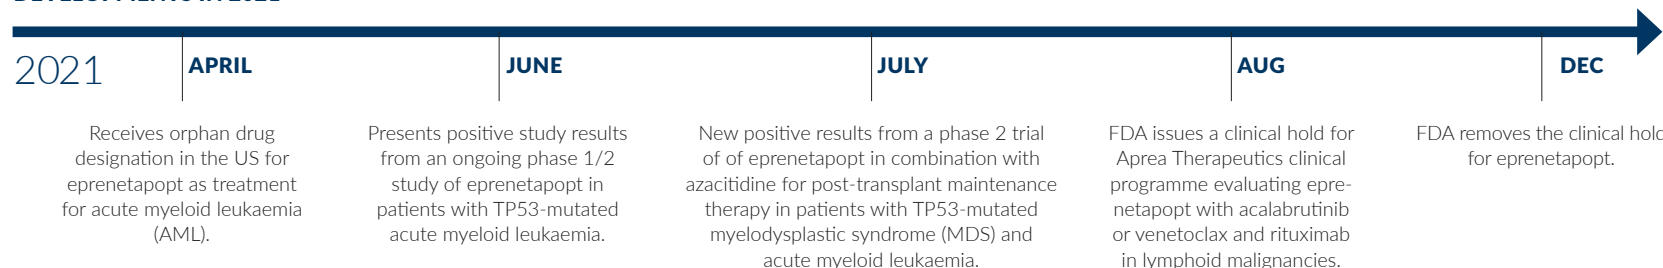 2021
APRIL
Receives orphan drug
designation in the US for
eprenetapopt as treatment
for acute myeloid leukaemia
(AML).
JUNE
Presents positive study results
from an ongoing phase 1/2
study of eprenetapopt in
patients with TP53-mutated
acute myeloid leukaemia.
JULY
New positive results from a phase 2 trial
of of eprenetapopt in combination with
azacitidine for post-transplant maintenance
therapy in patients with TP53-mutated
myelodysplastic syndrome (MDS) and
acute myeloid leukaemia.
AUG
FDA issues a clinical hold for
Aprea Therapeutics clinical
programme evaluating epre-
netapopt with acalabrutinib
or venetoclax and rituximab
in lymphoid malignancies.
DEC
FDA removes the clinical hold
for eprenetapopt.